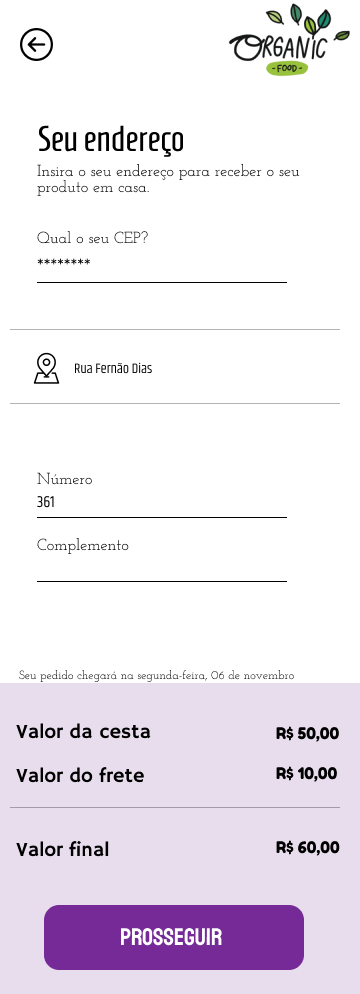 ORGANIC
-FOOD-
Seu endereço
Insira o seu endereço para receber o seu
produto em casa.
Qual o seu CEP?
********
Rua Fernão Dias
Número
361
Complemento
Seu pedido chegará na segunda-feira, 06 de novembro
Valor da cesta R$ 50,00
Valor do frete R$ 10,00
Valor final R$ 60,00
PROSSEGUIR